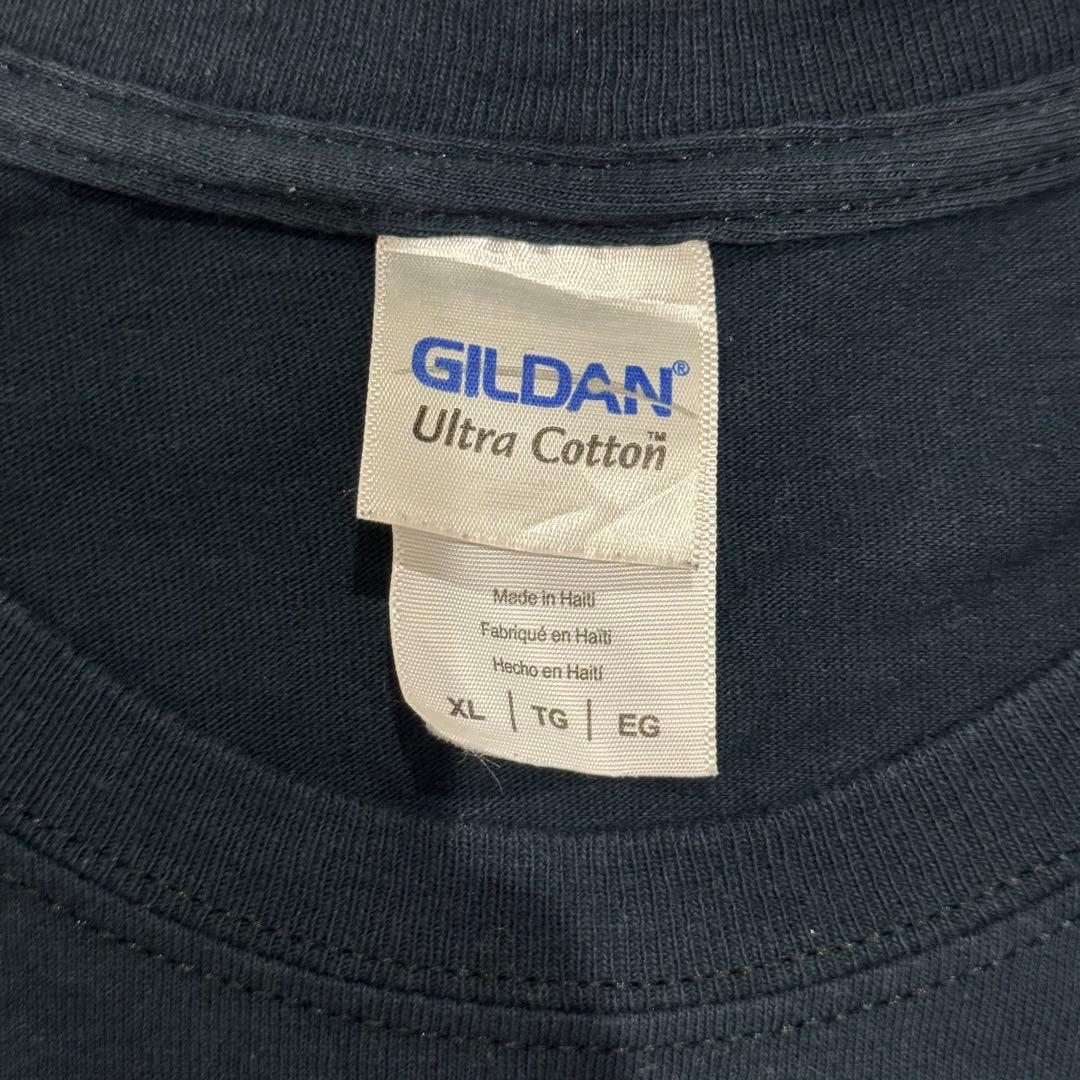 GILDAN®
Ultra Cotton™
Made in Haiti
Fabriqué en Haïti
Hecho en Haití
XL | TG | EG